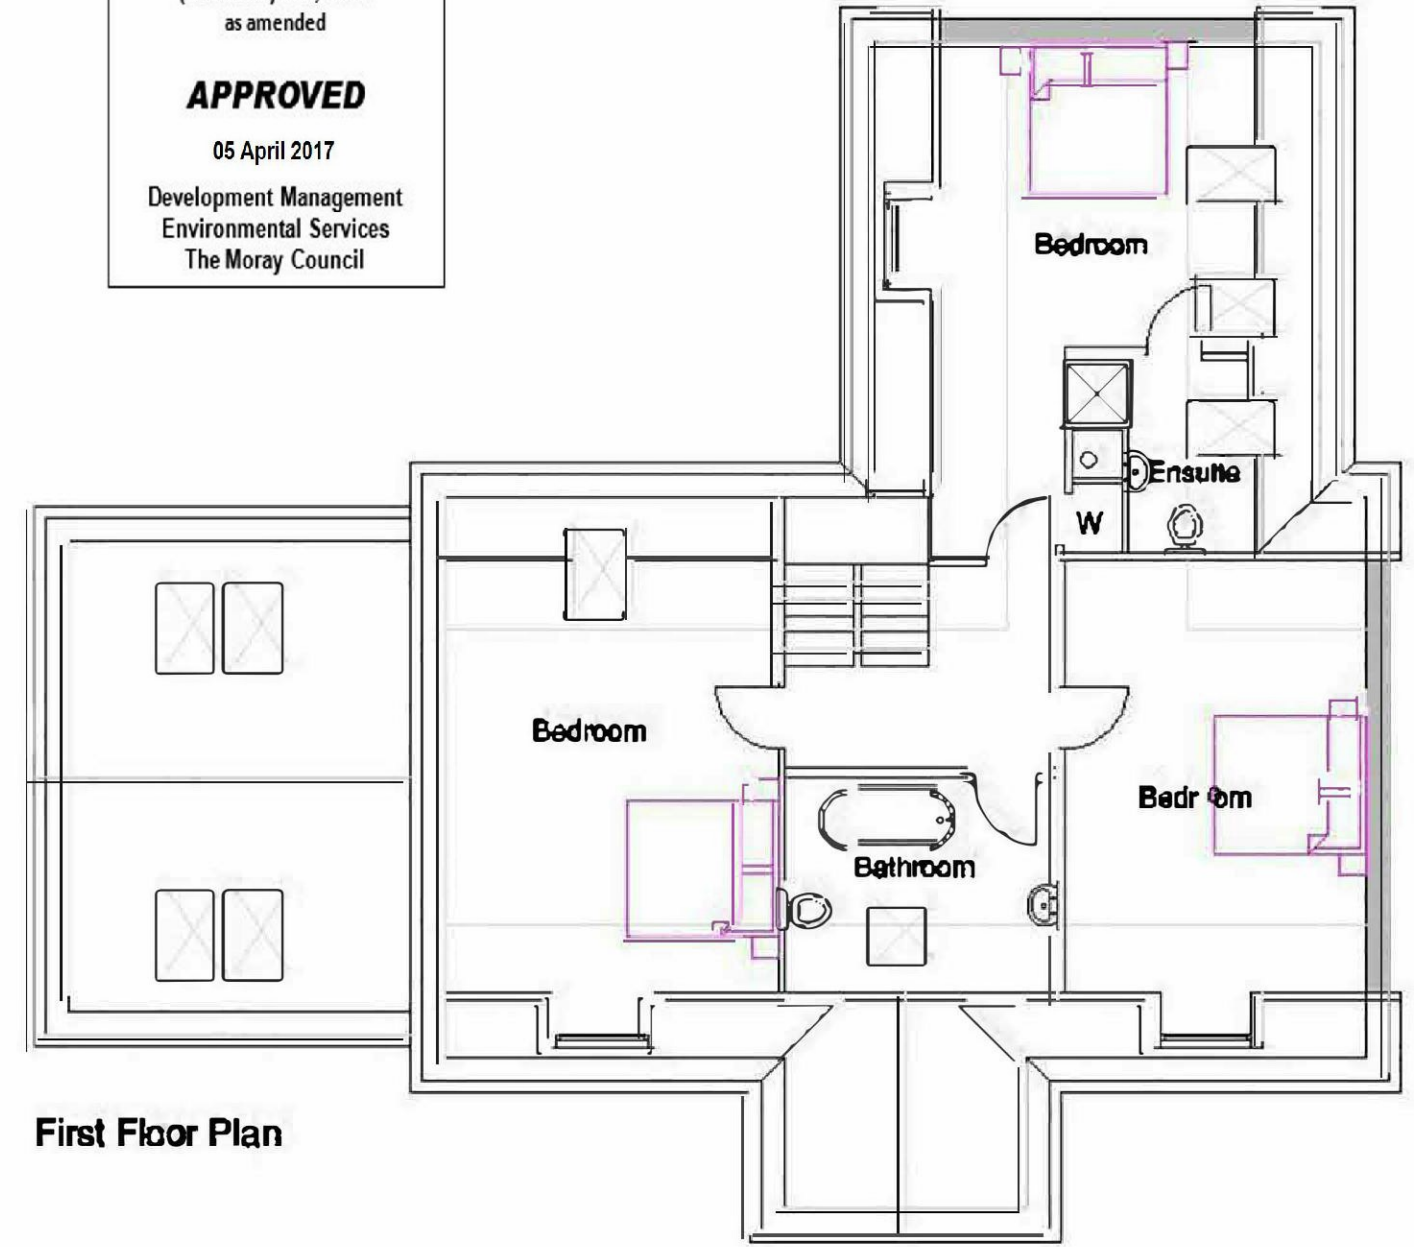 as amended
APPROVED
05 April 2017
Development Management
Environmental Services
The Moray Council
Bedroom
Ensuite
W
Bedroom
Bedr om
Bathroom
First Floor Plan